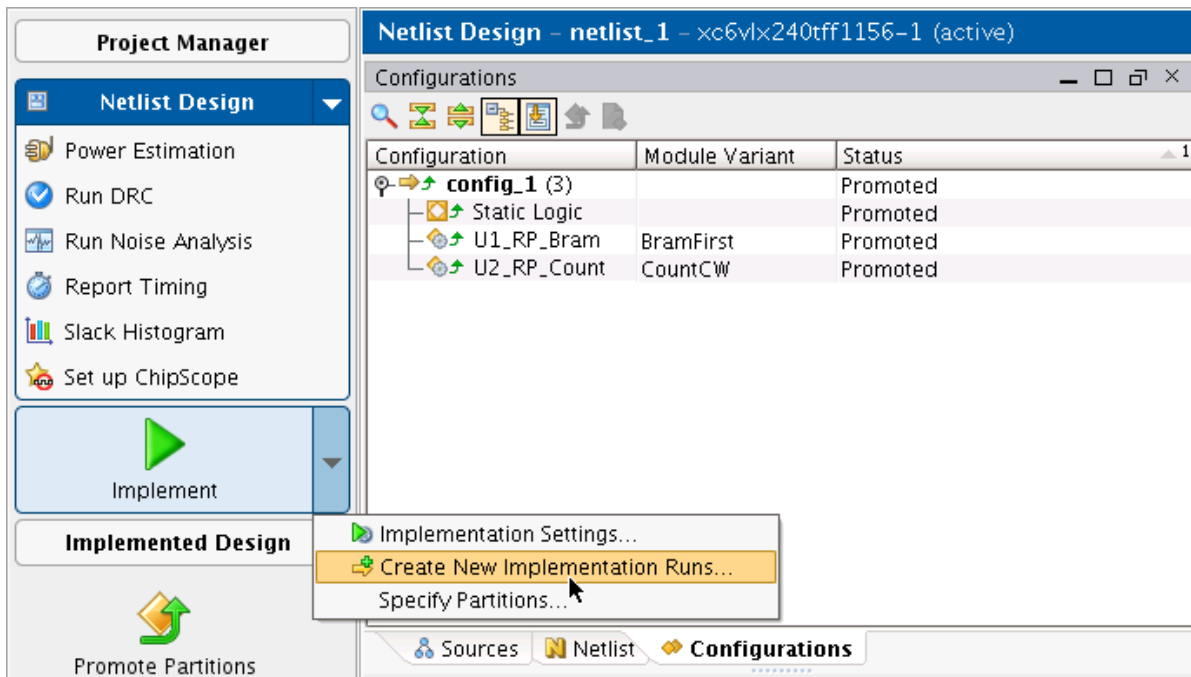 Project Manager
Netlist Design
Power Estimation
Run DRC
Run Noise Analysis
Report Timing
Slack Histogram
Set up ChipScope
Implement
Implemented Design
Promote Partitions
Netlist Design - netlist_1 - xc6vlx240tff1156-1 (active)
Configurations
Configuration Module Variant Status 1
config_1 (3) Promoted
Static Logic Promoted
U1_RP_Bram BramFirst Promoted
U2_RP_Count CountCW Promoted
Implementation Settings...
Create New Implementation Runs...
Specify Partitions...
Sources Netlist Configurations